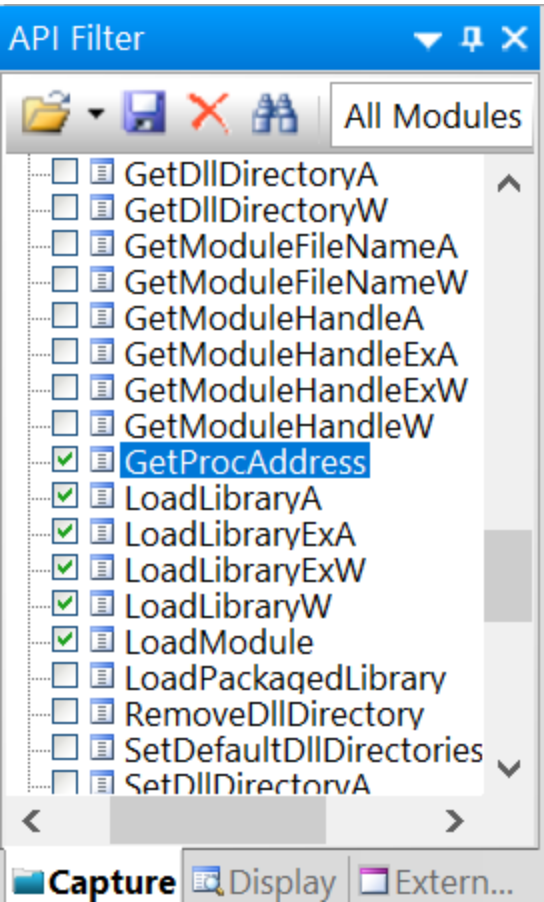 API Filter
All Modules
GetDllDirectoryA
GetDllDirectoryW
GetModuleFileNameA
GetModuleFileNameW
GetModuleHandleA
GetModuleHandleExA
GetModuleHandleExW
GetModuleHandleW
GetProcAddress
LoadLibraryA
LoadLibraryExA
LoadLibraryExW
LoadLibraryW
LoadModule
LoadPackagedLibrary
RemoveDllDirectory
SetDefaultDllDirectories
SetDllDirectoryA
Capture Display Extern...